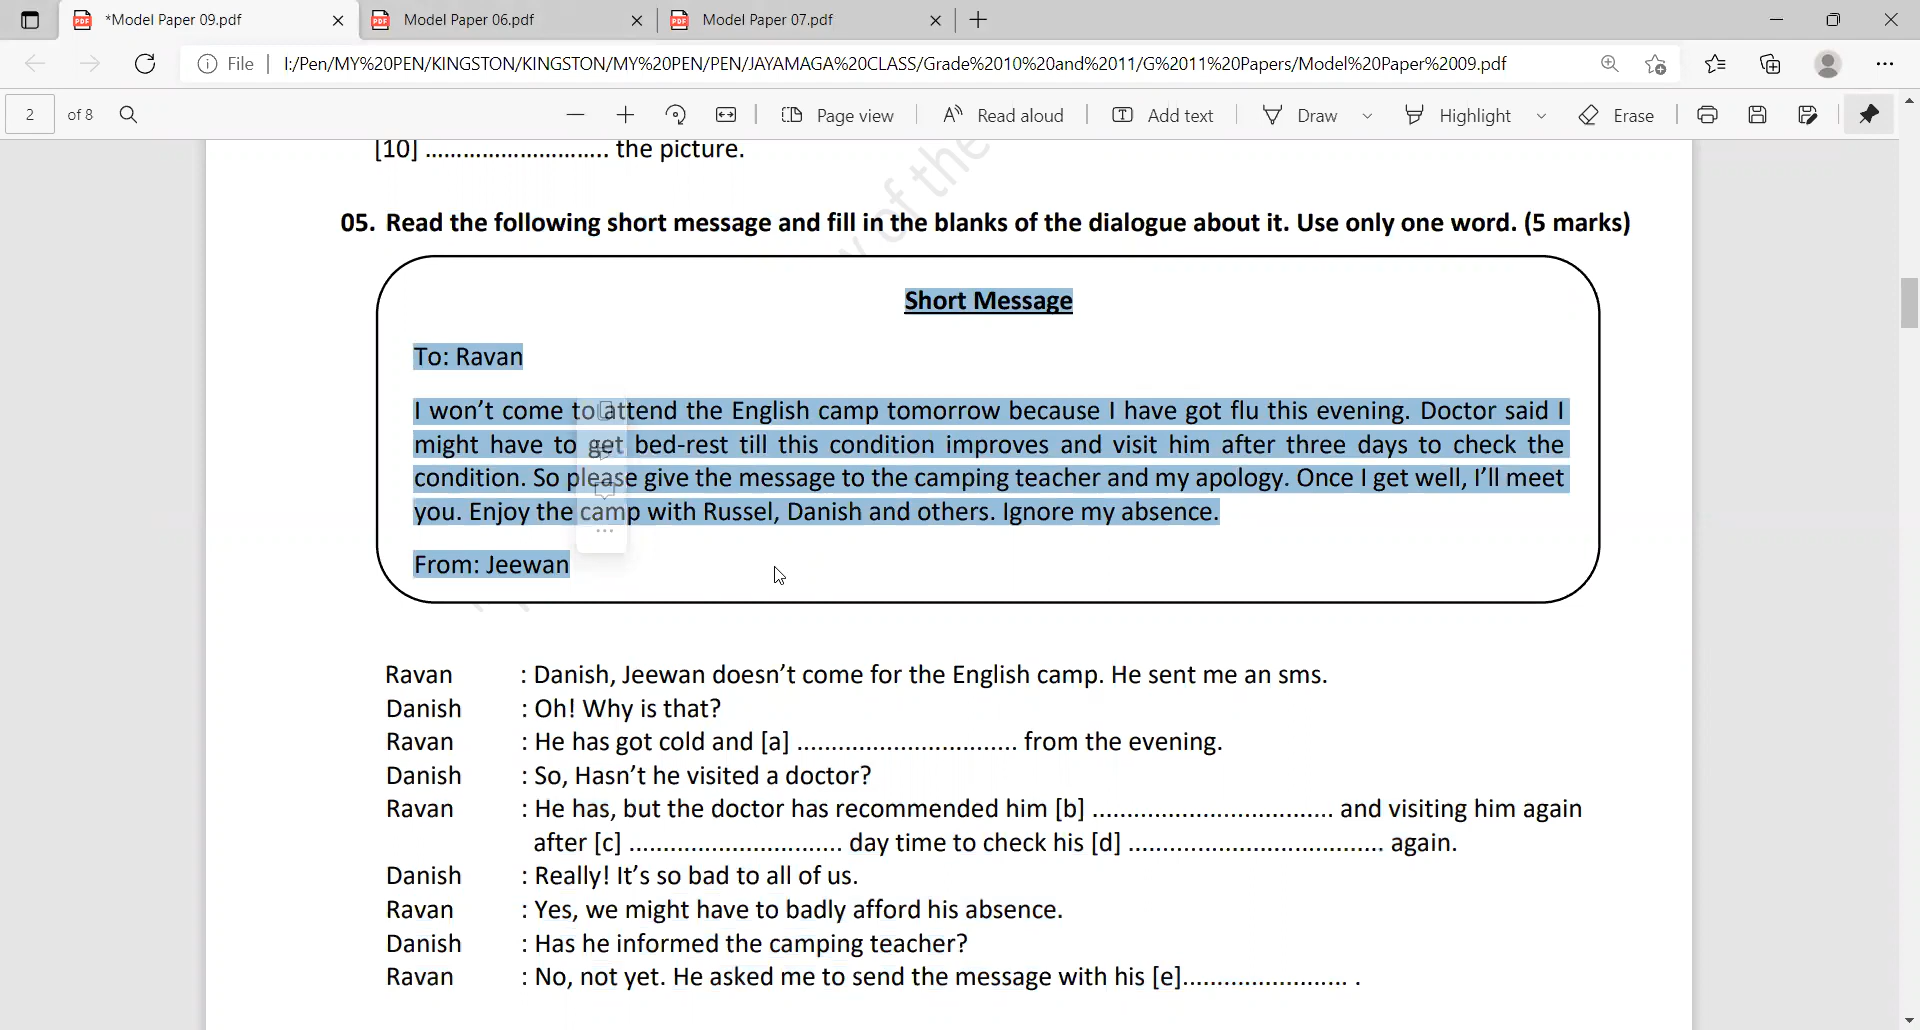 *Model Paper 09.pdf
Model Paper 06.pdf
Model Paper 07.pdf
File
I:/Pen/MY%20PEN/KINGSTON/KINGSTON/MY%20PEN/PEN/JAYAMAGA%20CLASS/Grade%2010%20and%2011/G%2011%20Papers/Model%20Paper%2009.pdf
2 of 8
Page view
Read aloud
Add text
Draw
Highlight
Erase
[10] ........................... the picture.
of the
05. Read the following short message and fill in the blanks of the dialogue about it. Use only one word. (5 marks)
Short Message
To: Ravan
I won't come to attend the English camp tomorrow because I have got flu this evening. Doctor said I
might have to get bed-rest till this condition improves and visit him after three days to check the
condition. So please give the message to the camping teacher and my apology. Once I get well, I'll meet
you. Enjoy the camp with Russel, Danish and others. Ignore my absence.
From: Jeewan
Ravan : Danish, Jeewan doesn't come for the English camp. He sent me an sms.
Danish : Oh! Why is that?
Ravan : He has got cold and [a] ................................ from the evening.
Danish : So, Hasn't he visited a doctor?
Ravan : He has, but the doctor has recommended him [b] ................................... and visiting him again
after [c] ............................... day time to check his [d] ..................................... again.
Danish : Really! It's so bad to all of us.
Ravan : Yes, we might have to badly afford his absence.
Danish : Has he informed the camping teacher?
Ravan : No, not yet. He asked me to send the message with his [e]........................ .